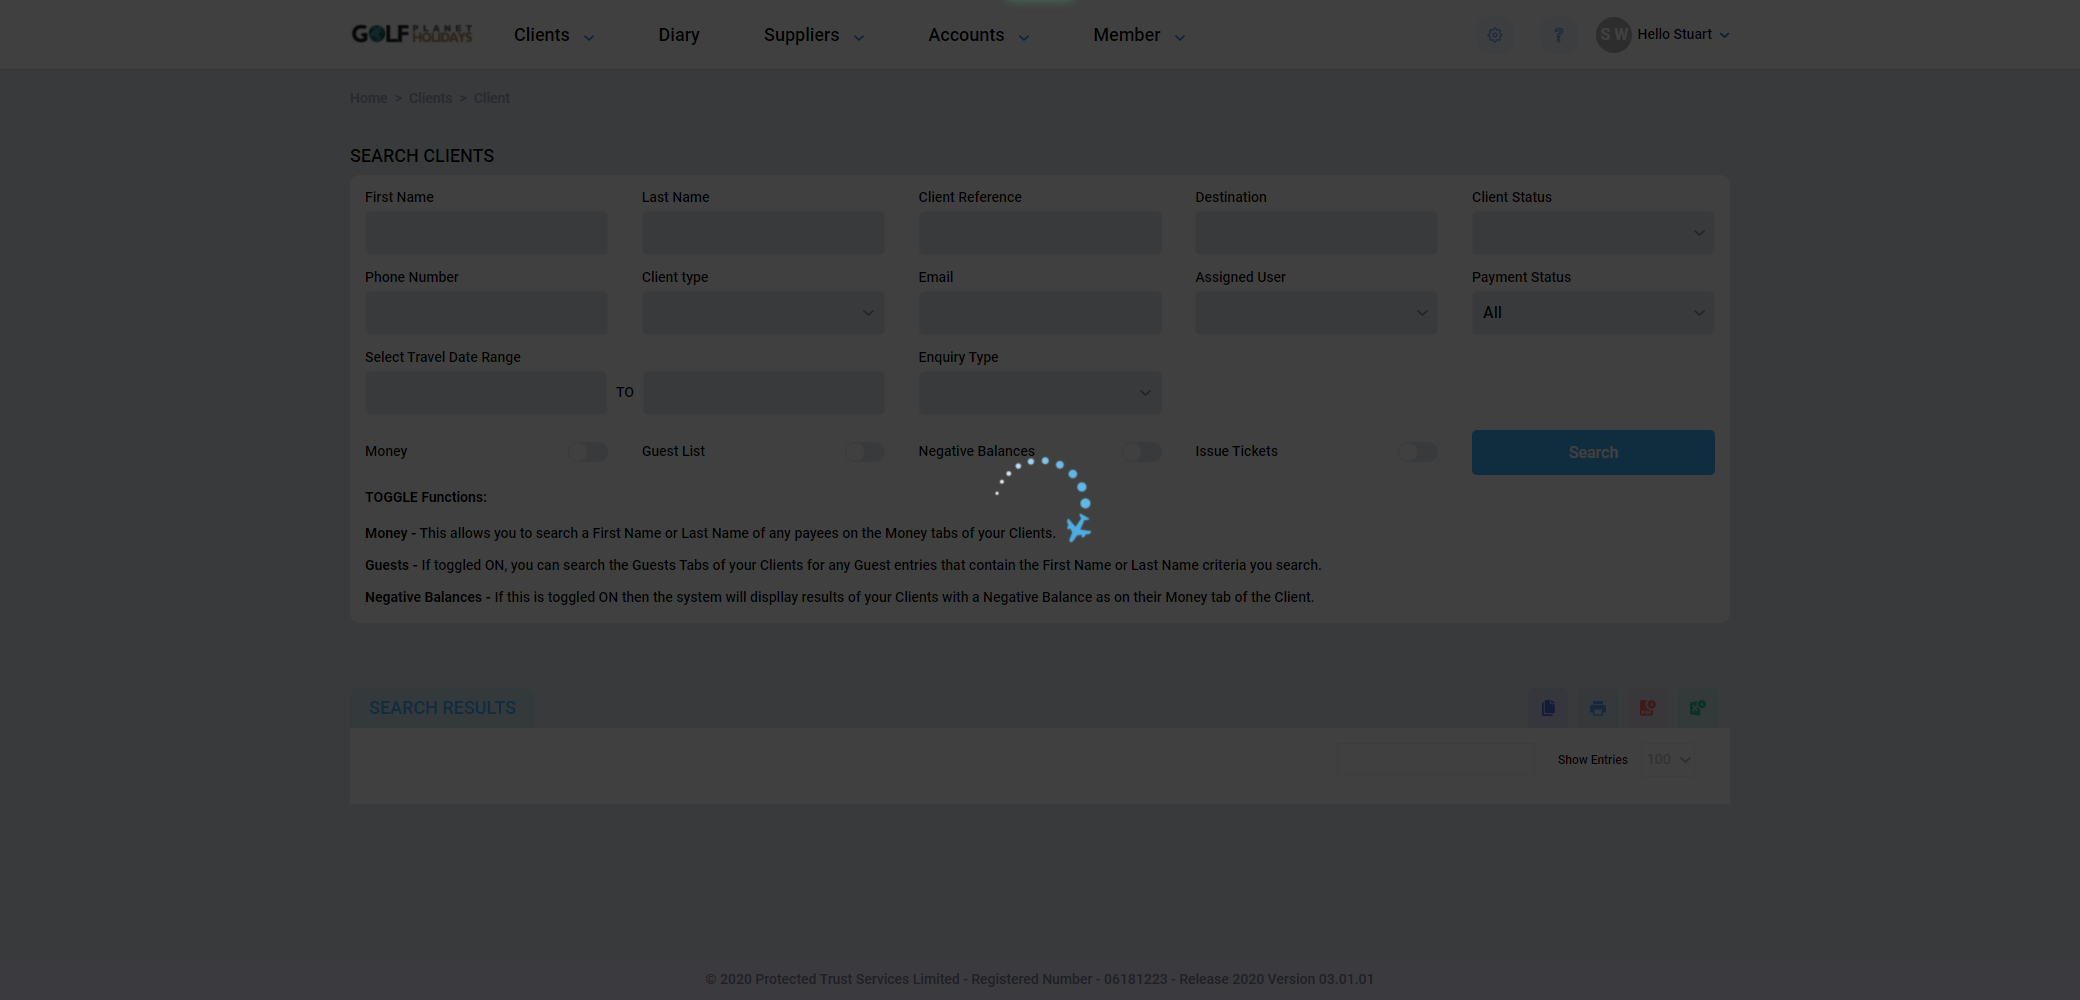 GOLF PLANET HOLIDAYS Clients Diary Suppliers Accounts Member ? S W Hello Stuart
Home > Clients > Client
SEARCH CLIENTS
First Name Last Name Client Reference Destination Client Status
Phone Number Client type Email Assigned User Payment Status
All
Select Travel Date Range Enquiry Type
TO
Money Guest List Negative Balances Issue Tickets Search
TOGGLE Functions:
Money - This allows you to search a First Name or Last Name of any payees on the Money tabs of your Clients.
Guests - If toggled ON, you can search the Guests Tabs of your Clients for any Guest entries that contain the First Name or Last Name criteria you search.
Negative Balances - If this is toggled ON then the system will displlay results of your Clients with a Negative Balance as on their Money tab of the Client.
SEARCH RESULTS
Show Entries 100
© 2020 Protected Trust Services Limited - Registered Number - 06181223 - Release 2020 Version 03.01.01